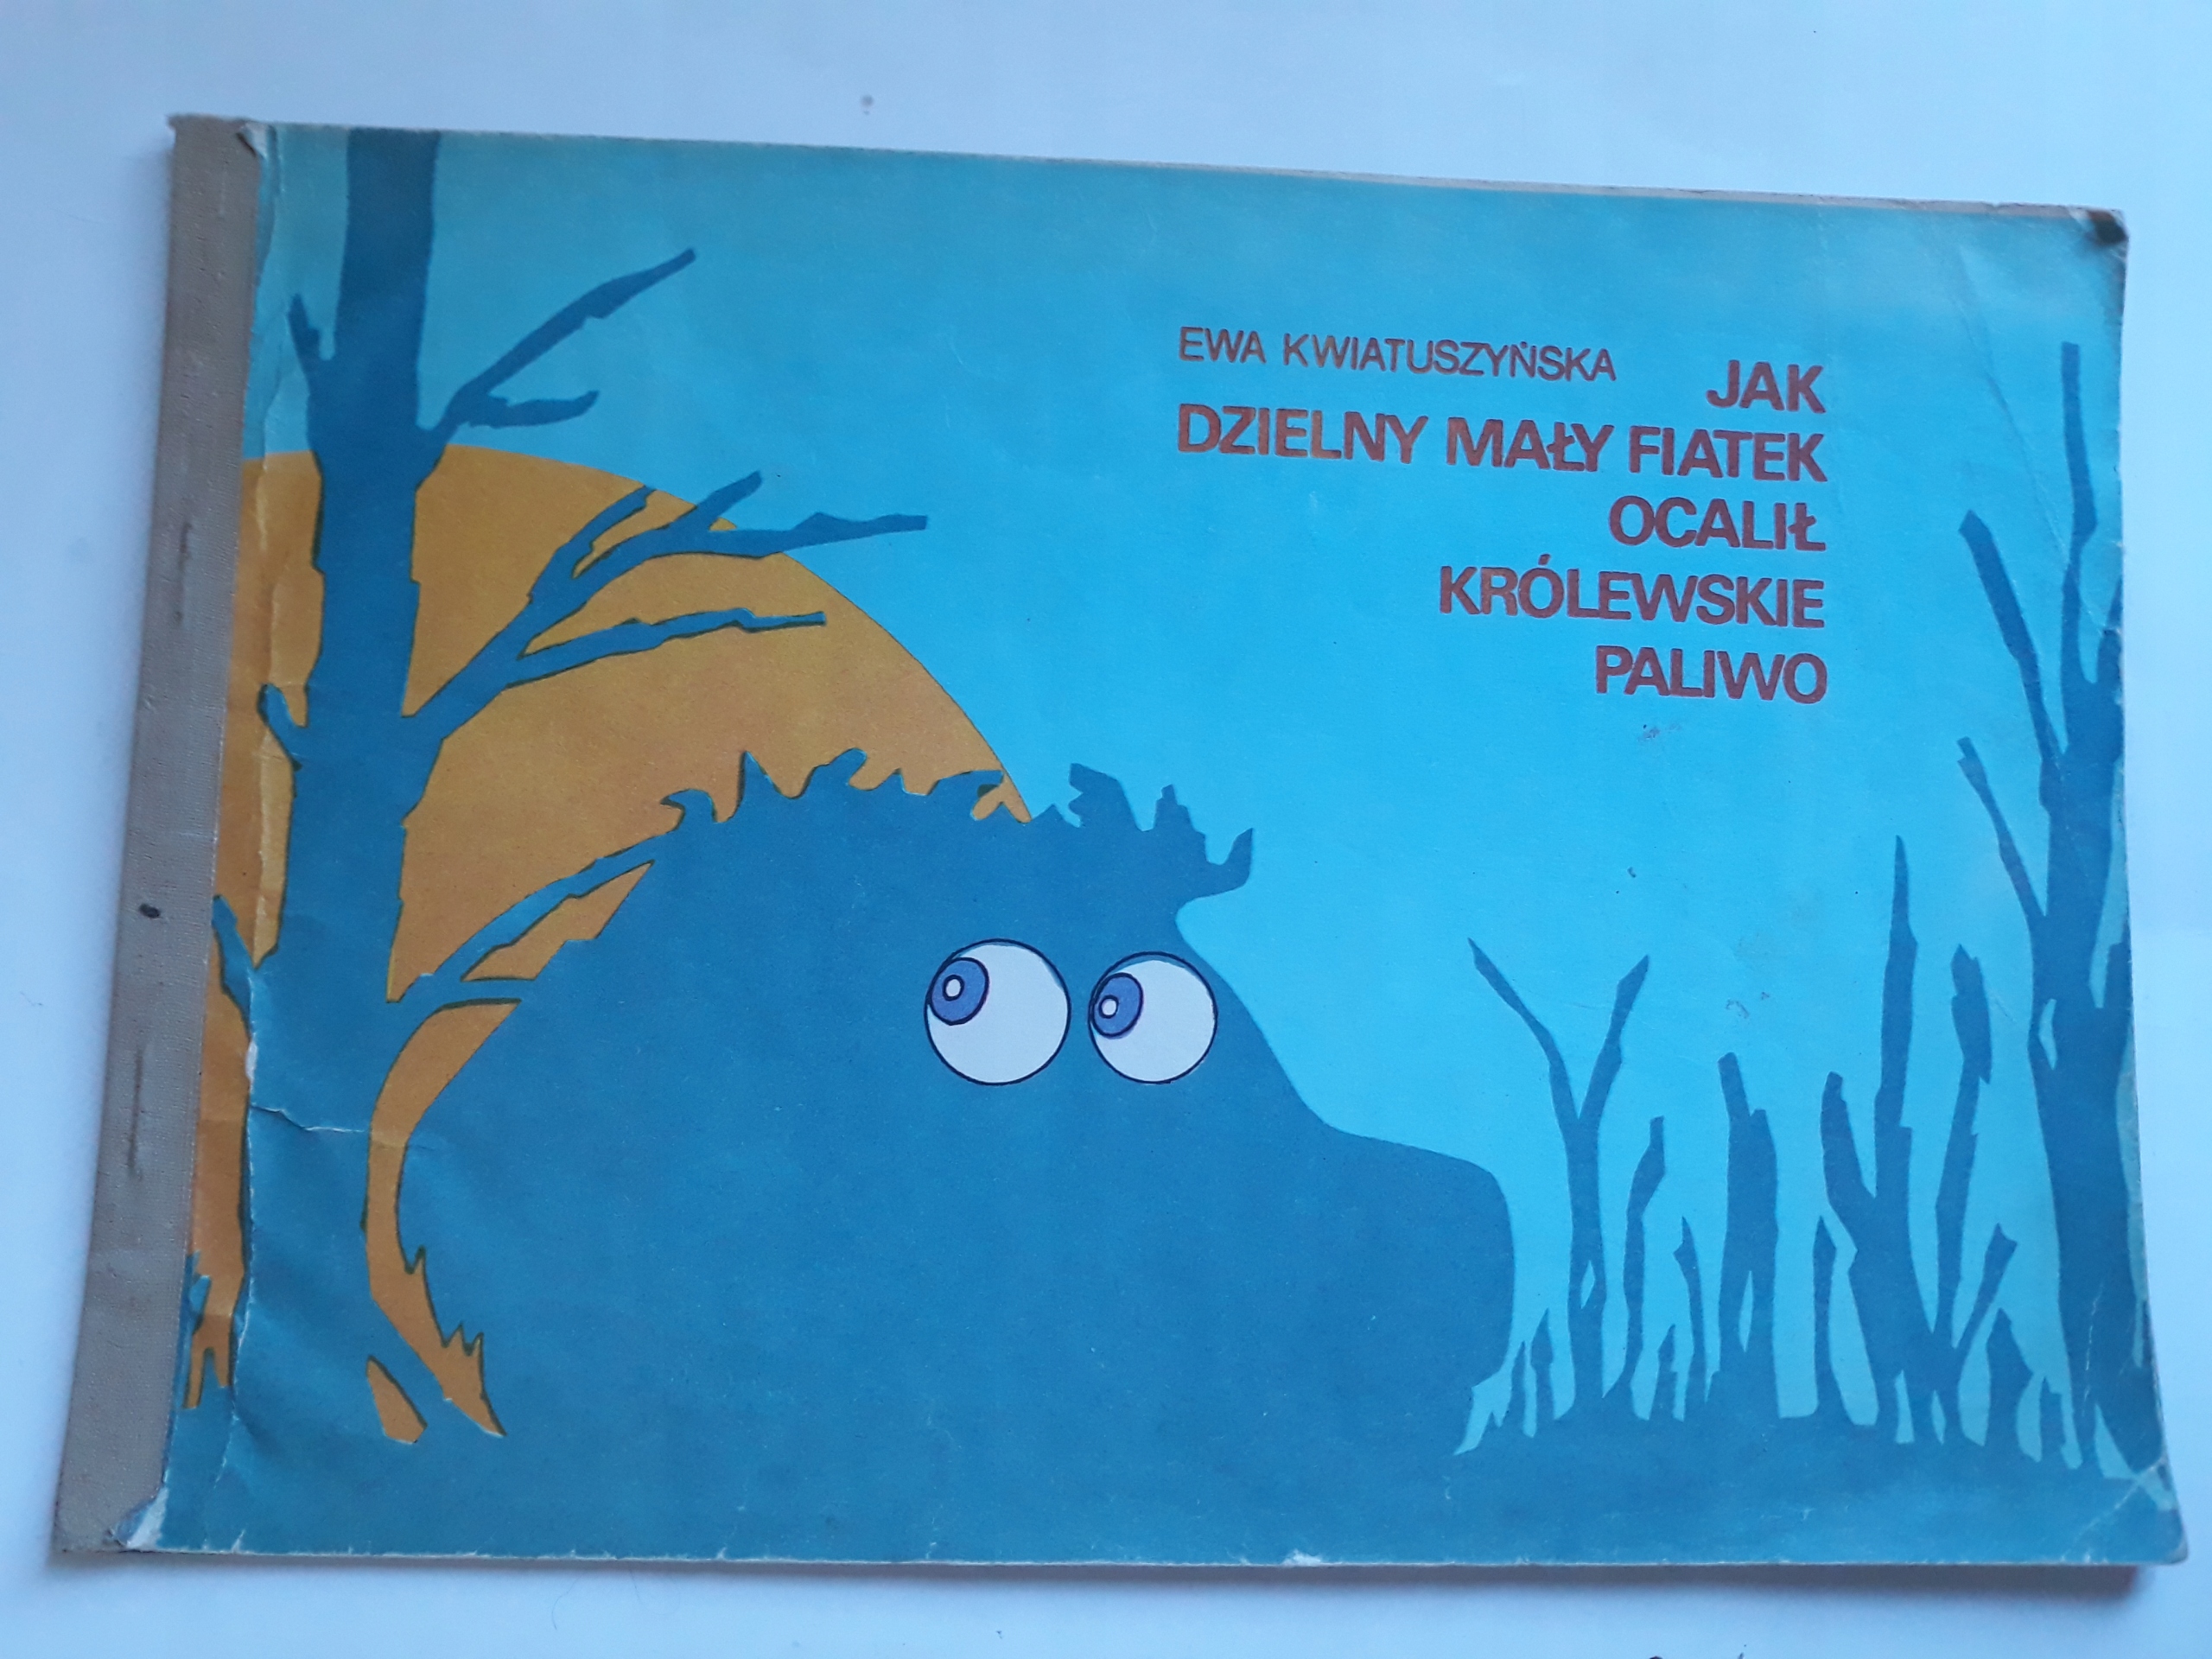 EWA KWIATUSZYŃSKA
JAK
DZIELNY MAŁY FIATEK
OCALIŁ
KRÓLEWSKIE
PALIWO